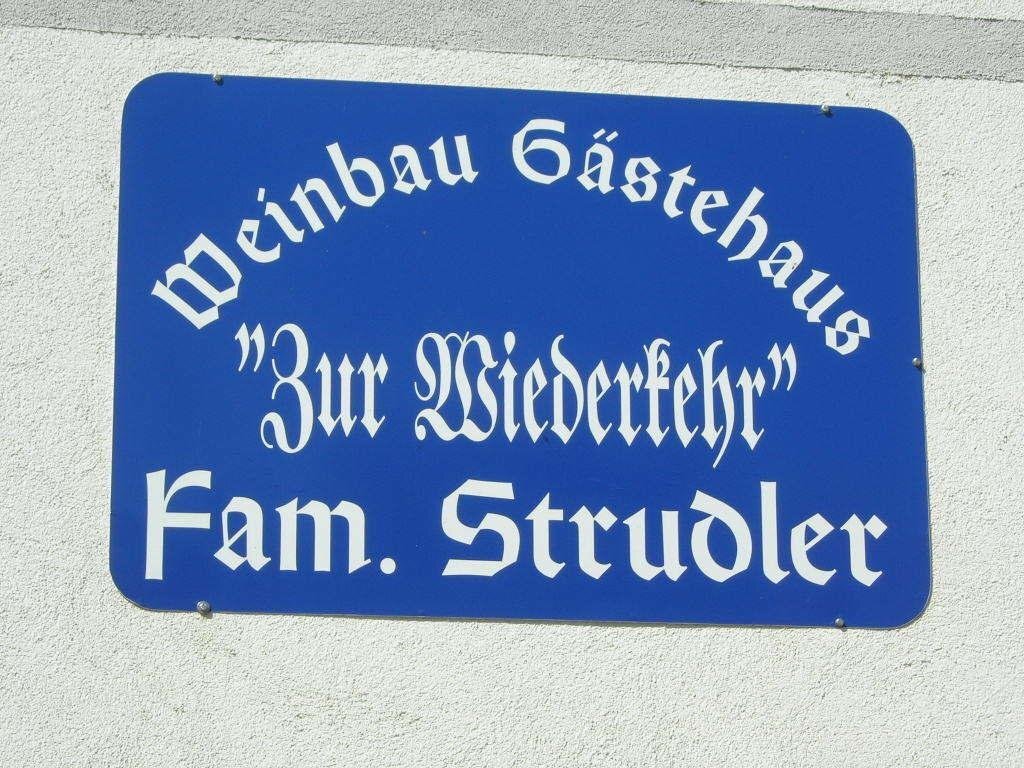 Weinbau Gästehaus
"Zur Wiederkehr"
Fam. Strudler